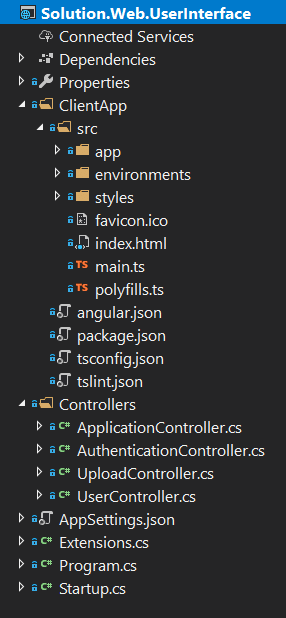 Solution.Web.UserInterface
Connected Services
Dependencies
Properties
ClientApp
src
app
environments
styles
favicon.ico
index.html
TS main.ts
TS polyfills.ts
angular.json
package.json
tsconfig.json
tslint.json
Controllers
C# ApplicationController.cs
C# AuthenticationController.cs
C# UploadController.cs
C# UserController.cs
AppSettings.json
C# Extensions.cs
C# Program.cs
C# Startup.cs